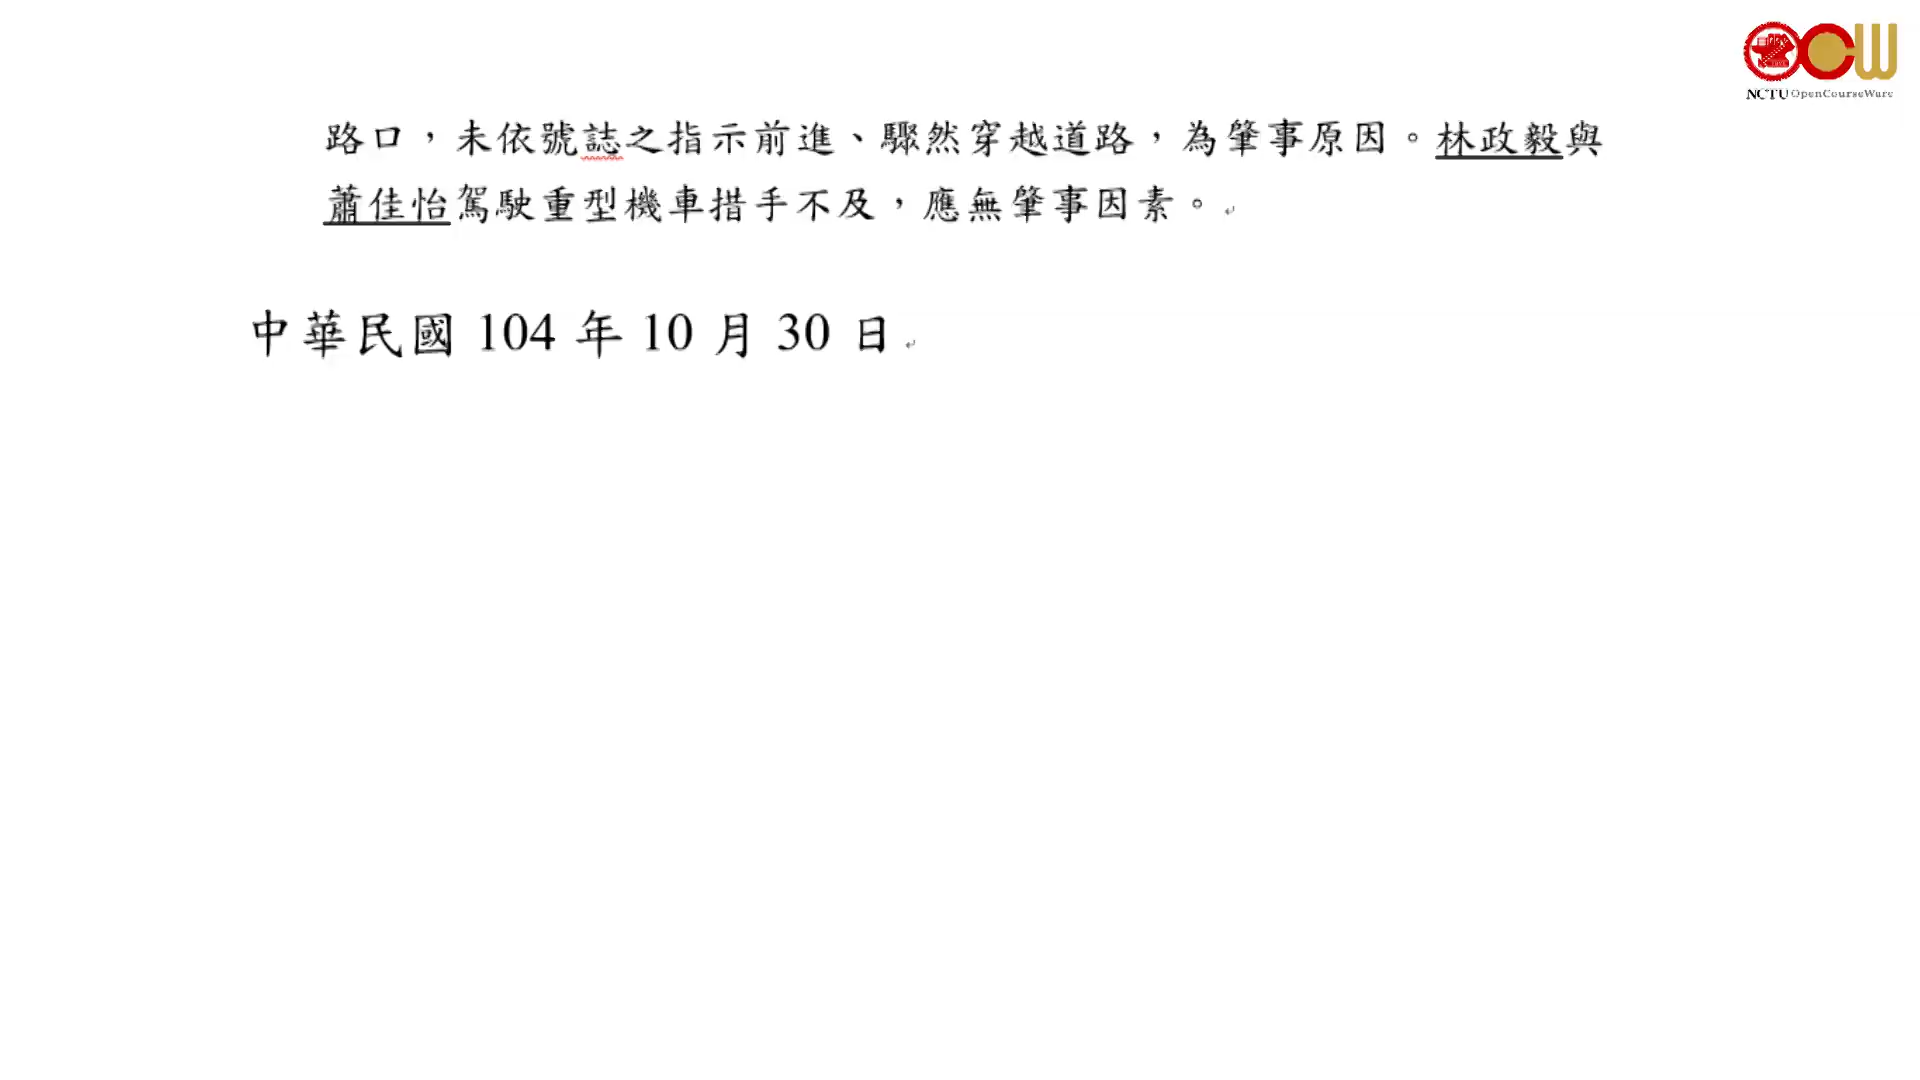 NCTU OpenCourseWare
路口，未依號誌之指示前進、驟然穿越道路，為肇事原因。林政毅與
蕭佳怡駕駛重型機車措手不及，應無肇事因素。
中華民國 104 年 10 月 30 日